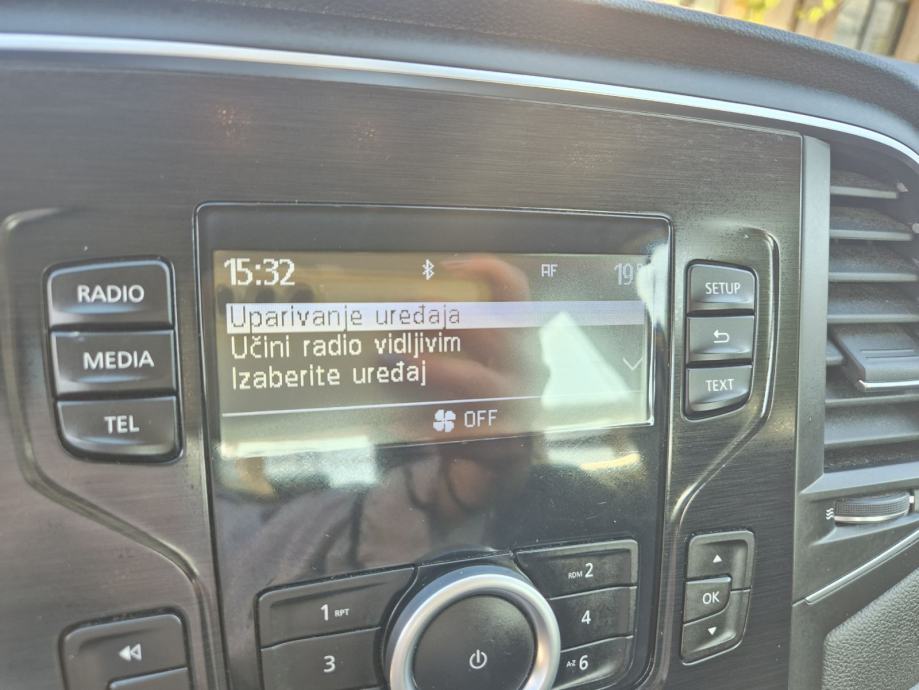 15:32 AF 19
Uparivanje uređaja
Učini radio vidljivim
Izaberite uređaj
OFF
RADIO
MEDIA
TEL
SETUP
TEXT
1 RPT
RDM 2
3
4
A-Z 6
OK